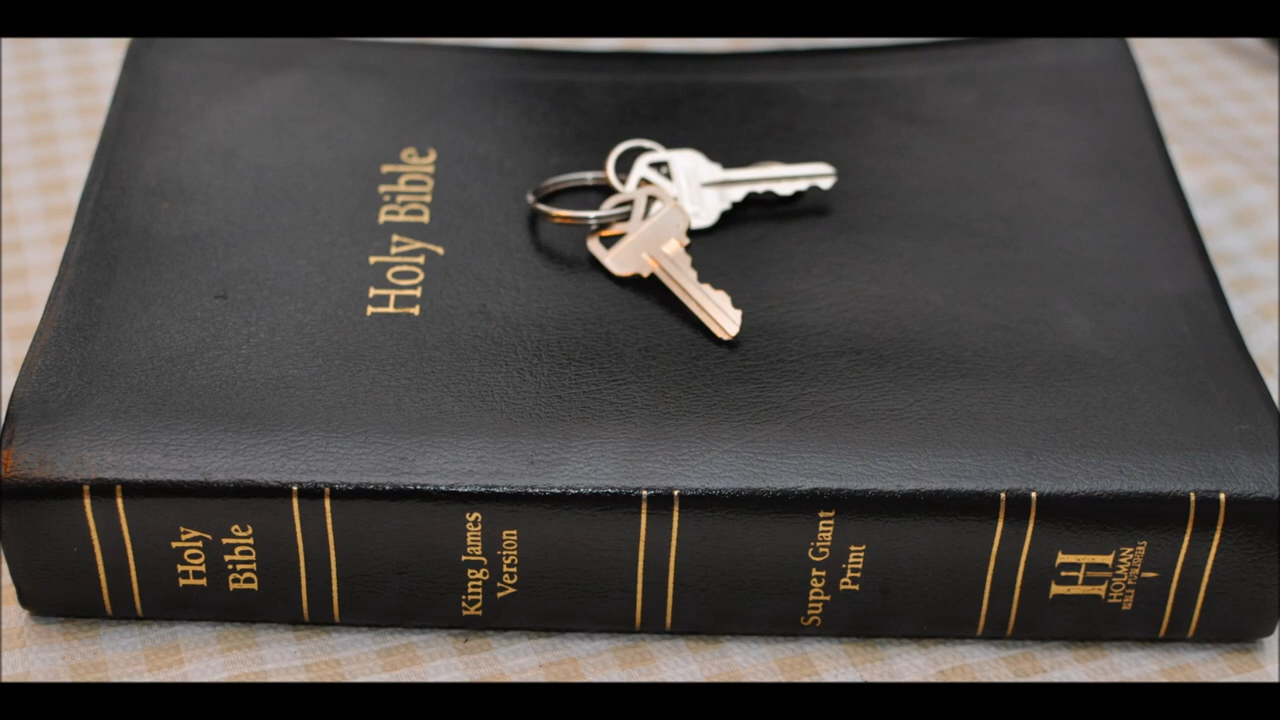 Holy Bible
Holy
Bible
King James
Version
Super Giant
Print
HOLMAN
BIBLE PUBLISHERS